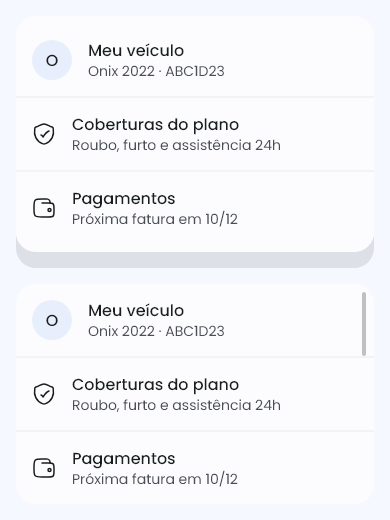 O
Meu veículo
Onix 2022 · ABC1D23
Coberturas do plano
Roubo, furto e assistência 24h
Pagamentos
Próxima fatura em 10/12
O
Meu veículo
Onix 2022 · ABC1D23
Coberturas do plano
Roubo, furto e assistência 24h
Pagamentos
Próxima fatura em 10/12